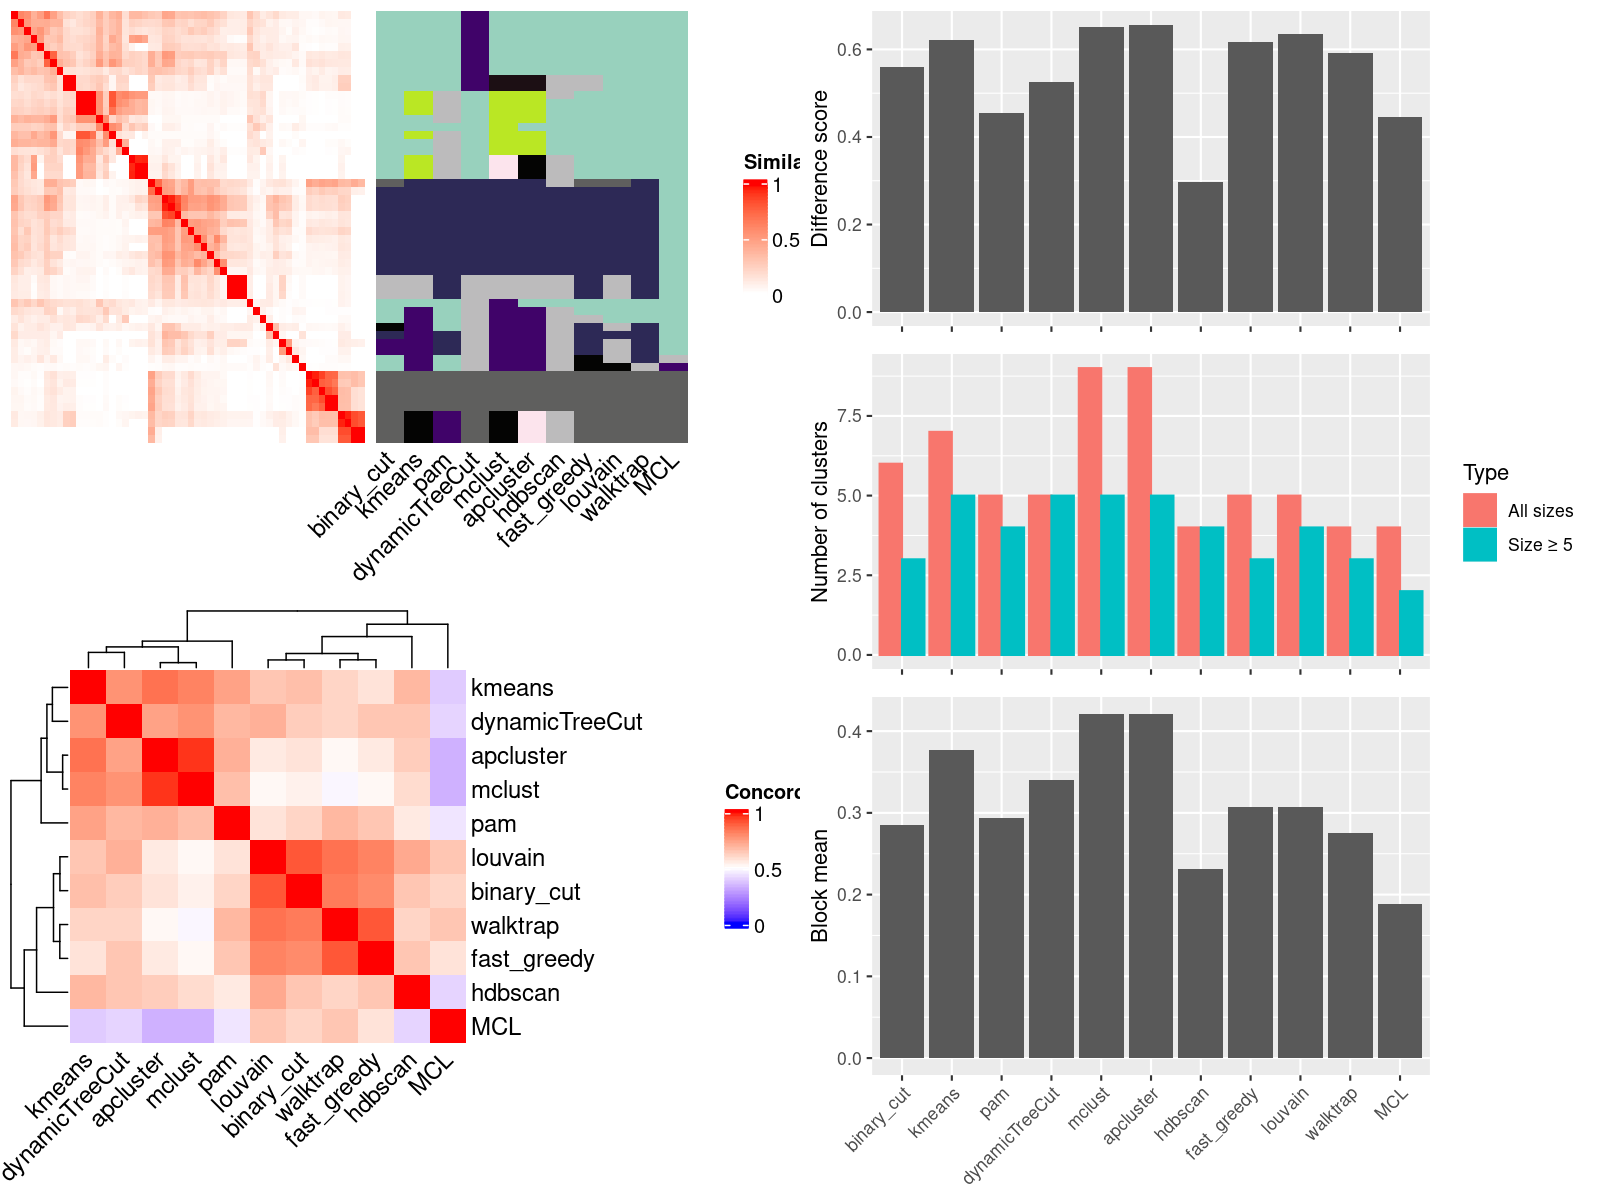 Simila
1
0.5
0
binary_cut
kmeans
pam
dynamicTreeCut
mclust
apcluster
hdbscan
fast_greedy
louvain
walktrap
MCL
kmeans
dynamicTreeCut
apcluster
mclust
pam
louvain
binary_cut
walktrap
fast_greedy
hdbscan
MCL
kmeans
dynamicTreeCut
apcluster
mclust
pam
louvain
binary_cut
walktrap
fast_greedy
hdbscan
MCL
Concord
1
0.5
0
Difference score
0.6
0.4
0.2
0.0
Number of clusters
7.5
5.0
2.5
0.0
Type
All sizes
Size ≥ 5
Block mean
0.4
0.3
0.2
0.1
0.0
binary_cut
kmeans
pam
dynamicTreeCut
mclust
apcluster
hdbscan
fast_greedy
louvain
walktrap
MCL